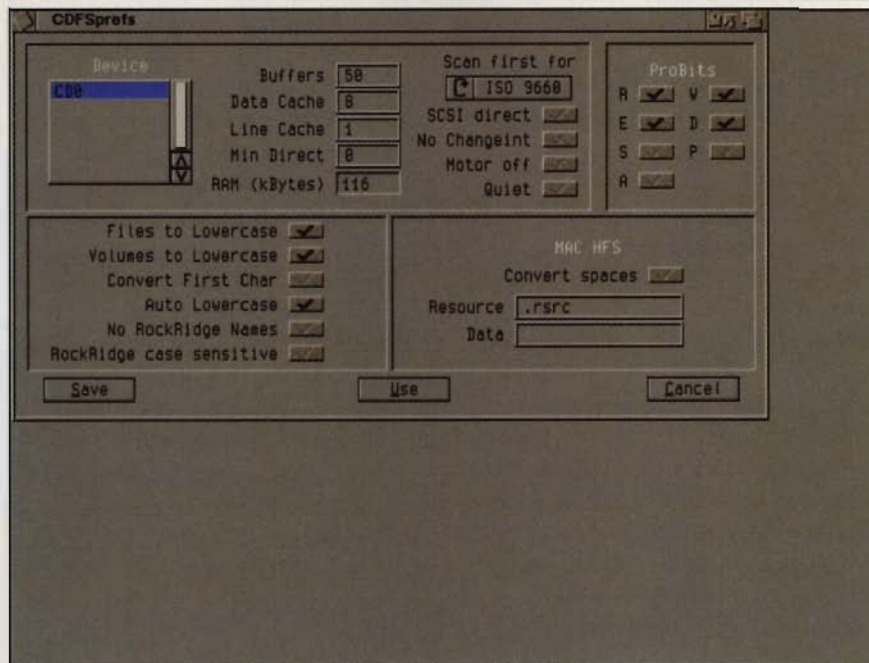 CDFSprefs
Device
CD0
Buffers 50
Data Cache 8
Line Cache 1
Min Direct 0
RAM (kBytes) 116
Scan first for
ISO 9660
SCSI direct
No Changeint
Motor off
Quiet
ProBits
R W
E D
S P
A
Files to Lowercase
Volumes to Lowercase
Convert First Char
Auto Lowercase
No RockRidge Names
RockRidge case sensitive
MAC HFS
Convert spaces
Resource .rsrc
Data
Save Use Cancel